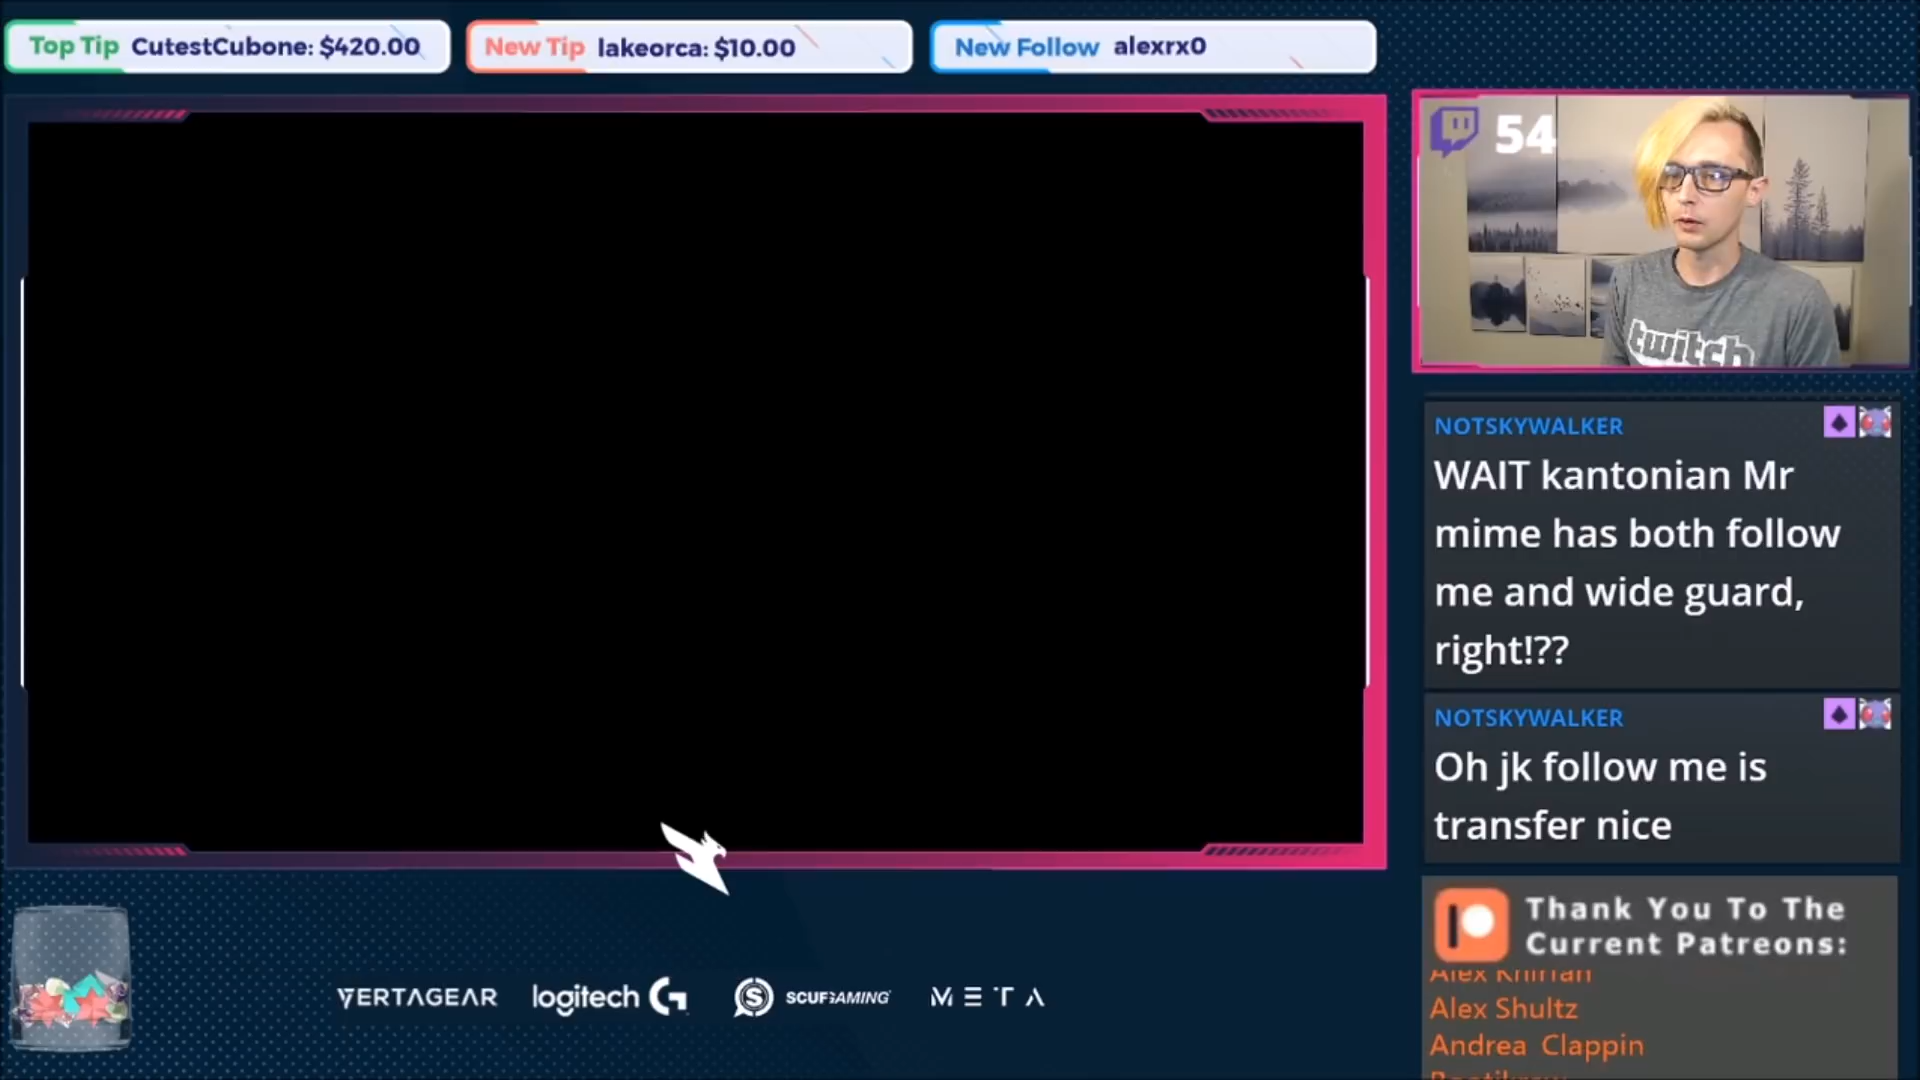 Top Tip CutestCubone: $420.00
New Tip lakeorca: $10.00
New Follow alexrx0
54
twitch
NOTSKYWALKER
WAIT kantonian Mr
mime has both follow
me and wide guard,
right!??
NOTSKYWALKER
Oh jk follow me is
transfer nice
Thank You To The
Current Patreons:
Alex Shultz
Andrea Clappin
VERTAGEAR
logitech G
SCUF GAMING
META